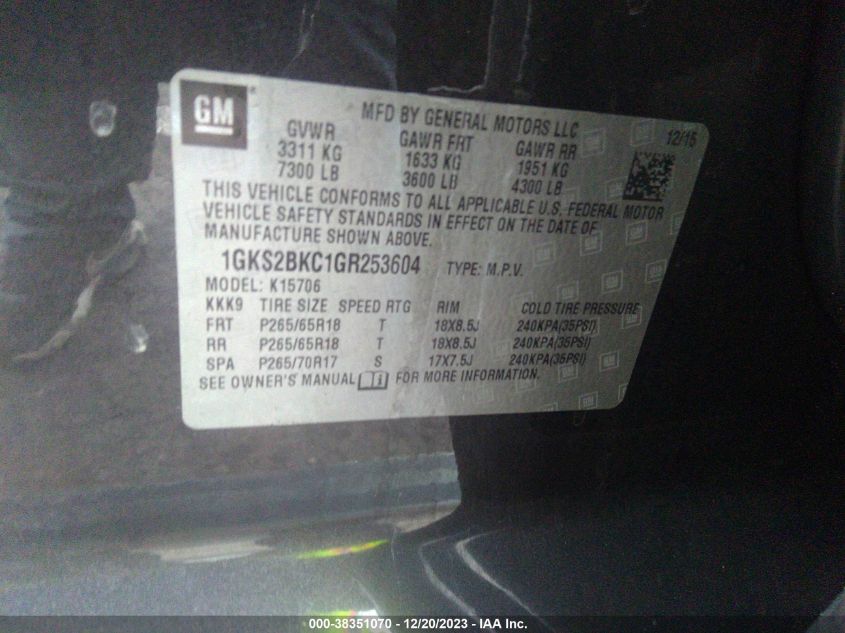 GM
MFD BY GENERAL MOTORS LLC
12/15
GVWR GAWR FRT GAWR RR
3311 KG 1633 KG 1951 KG
7300 LB 3600 LB 4300 LB
THIS VEHICLE CONFORMS TO ALL APPLICABLE U.S. FEDERAL MOTOR
VEHICLE SAFETY STANDARDS IN EFFECT ON THE DATE OF
MANUFACTURE SHOWN ABOVE.
1GKS2BKC1GR253604 TYPE: M.P.V.
MODEL: K15706
KKK9 TIRE SIZE SPEED RTG RIM COLD TIRE PRESSURE
FRT P265/65R18 T 18X8.5J 240KPA(35PSI)
RR P265/65R18 T 18X8.5J 240KPA(35PSI)
SPA P265/70R17 S 17X7.5J 240KPA(35PSI)
SEE OWNER'S MANUAL FOR MORE INFORMATION.
000-38351070 - 12/20/2023 - IAA Inc.